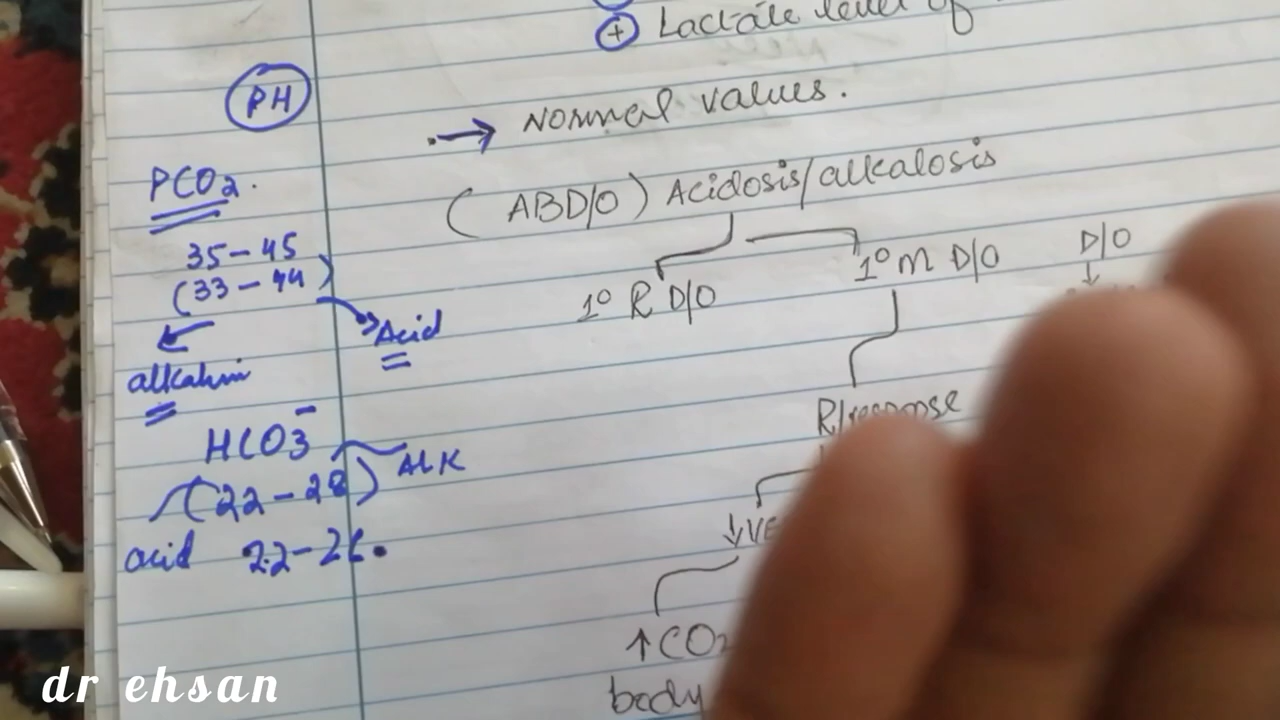 + Lactate level of
PH
→ Normal values.
PCO2.
(ABD/O) Acidosis/alkalosis
35-45
(33-44)
1° R D/O
1° M D/O
D/O
Acid
alkalin
R/response
HCO3-
ALK
(22-28)
acid 22-26.
↓VE
↑CO2
body
dr ehsan